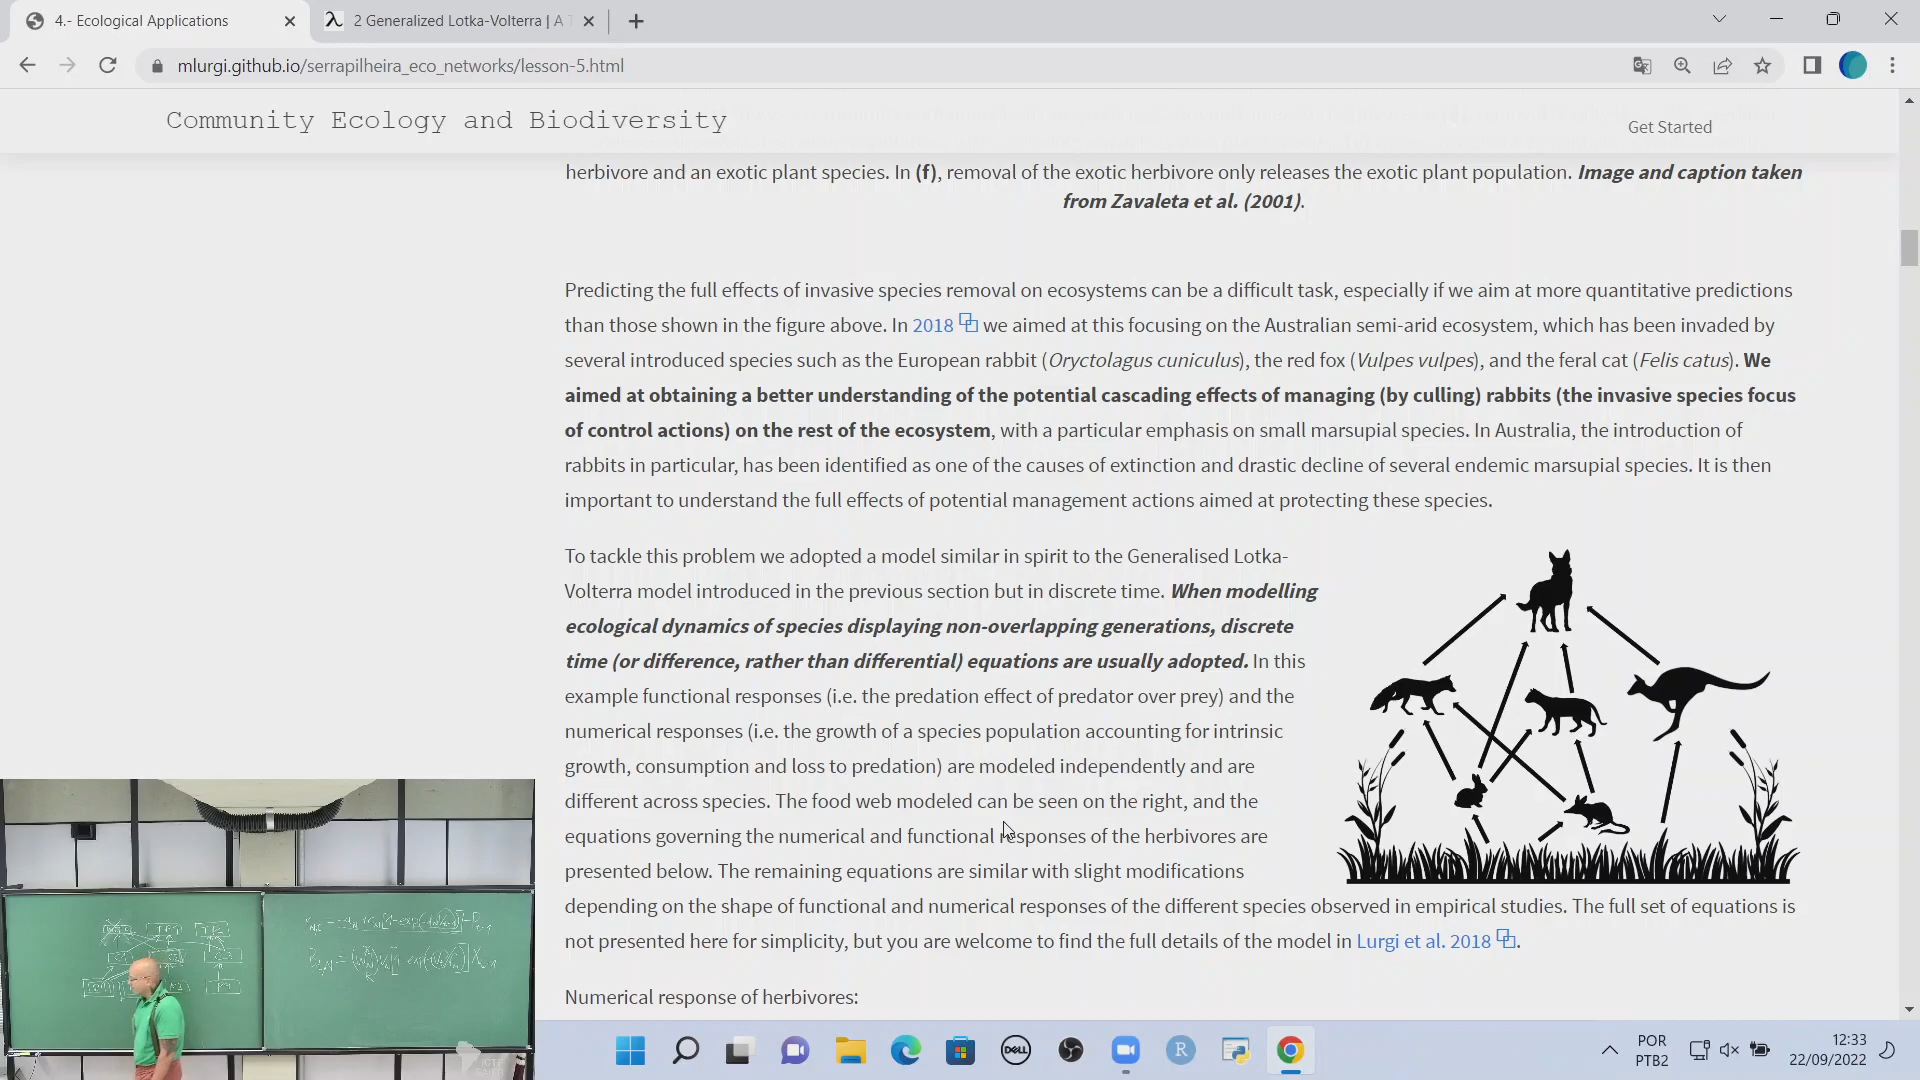 4.- Ecological Applications
2 Generalized Lotka-Volterra | A T
mlurgi.github.io/serrapilheira_eco_networks/lesson-5.html
Community Ecology and Biodiversity
Get Started
herbivore and an exotic plant species. In (f), removal of the exotic herbivore only releases the exotic plant population. Image and caption taken
from Zavaleta et al. (2001).
Predicting the full effects of invasive species removal on ecosystems can be a difficult task, especially if we aim at more quantitative predictions
than those shown in the figure above. In 2018 we aimed at this focusing on the Australian semi-arid ecosystem, which has been invaded by
several introduced species such as the European rabbit (Oryctolagus cuniculus), the red fox (Vulpes vulpes), and the feral cat (Felis catus). We
aimed at obtaining a better understanding of the potential cascading effects of managing (by culling) rabbits (the invasive species focus
of control actions) on the rest of the ecosystem, with a particular emphasis on small marsupial species. In Australia, the introduction of
rabbits in particular, has been identified as one of the causes of extinction and drastic decline of several endemic marsupial species. It is then
important to understand the full effects of potential management actions aimed at protecting these species.
To tackle this problem we adopted a model similar in spirit to the Generalised Lotka-
Volterra model introduced in the previous section but in discrete time. When modelling
ecological dynamics of species displaying non-overlapping generations, discrete
time (or difference, rather than differential) equations are usually adopted. In this
example functional responses (i.e. the predation effect of predator over prey) and the
numerical responses (i.e. the growth of a species population accounting for intrinsic
growth, consumption and loss to predation) are modeled independently and are
different across species. The food web modeled can be seen on the right, and the
equations governing the numerical and functional responses of the herbivores are
presented below. The remaining equations are similar with slight modifications
depending on the shape of functional and numerical responses of the different species observed in empirical studies. The full set of equations is
not presented here for simplicity, but you are welcome to find the full details of the model in Lurgi et al. 2018.
Numerical response of herbivores:
DELL
R
POR
PTB2
12:33
22/09/2022